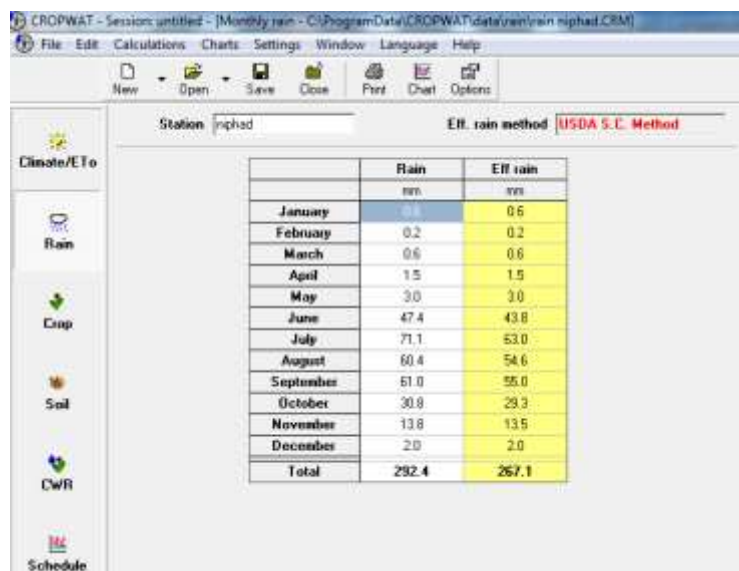 CROPWAT - Session: untitled - [Monthly rain - C:\ProgramData\CROPWAT\data\rain\rain niphad.CRM]
File Edit Calculations Charts Settings Window Language Help
New Open Save Close Print Chart Options
Station niphad Eff. rain method USDA S.C. Method
Climate/ETo
Rain
Crop
Soil
CWR
Schedule
Rain Eff rain
mm mm
January 0.6 0.6
February 0.2 0.2
March 0.6 0.6
April 1.5 1.5
May 3.0 3.0
June 47.4 43.8
July 71.1 63.0
August 60.4 54.6
September 61.0 55.0
October 30.8 29.3
November 13.8 13.5
December 2.0 2.0
Total 292.4 267.1